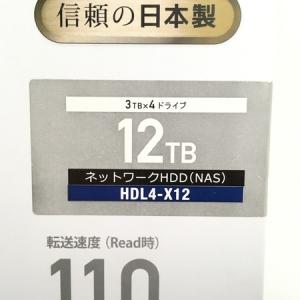 信頼の日本製
3TB×4ドライブ
12TB
ネットワークHDD(NAS)
HDL4-X12
転送速度(Read時)
110